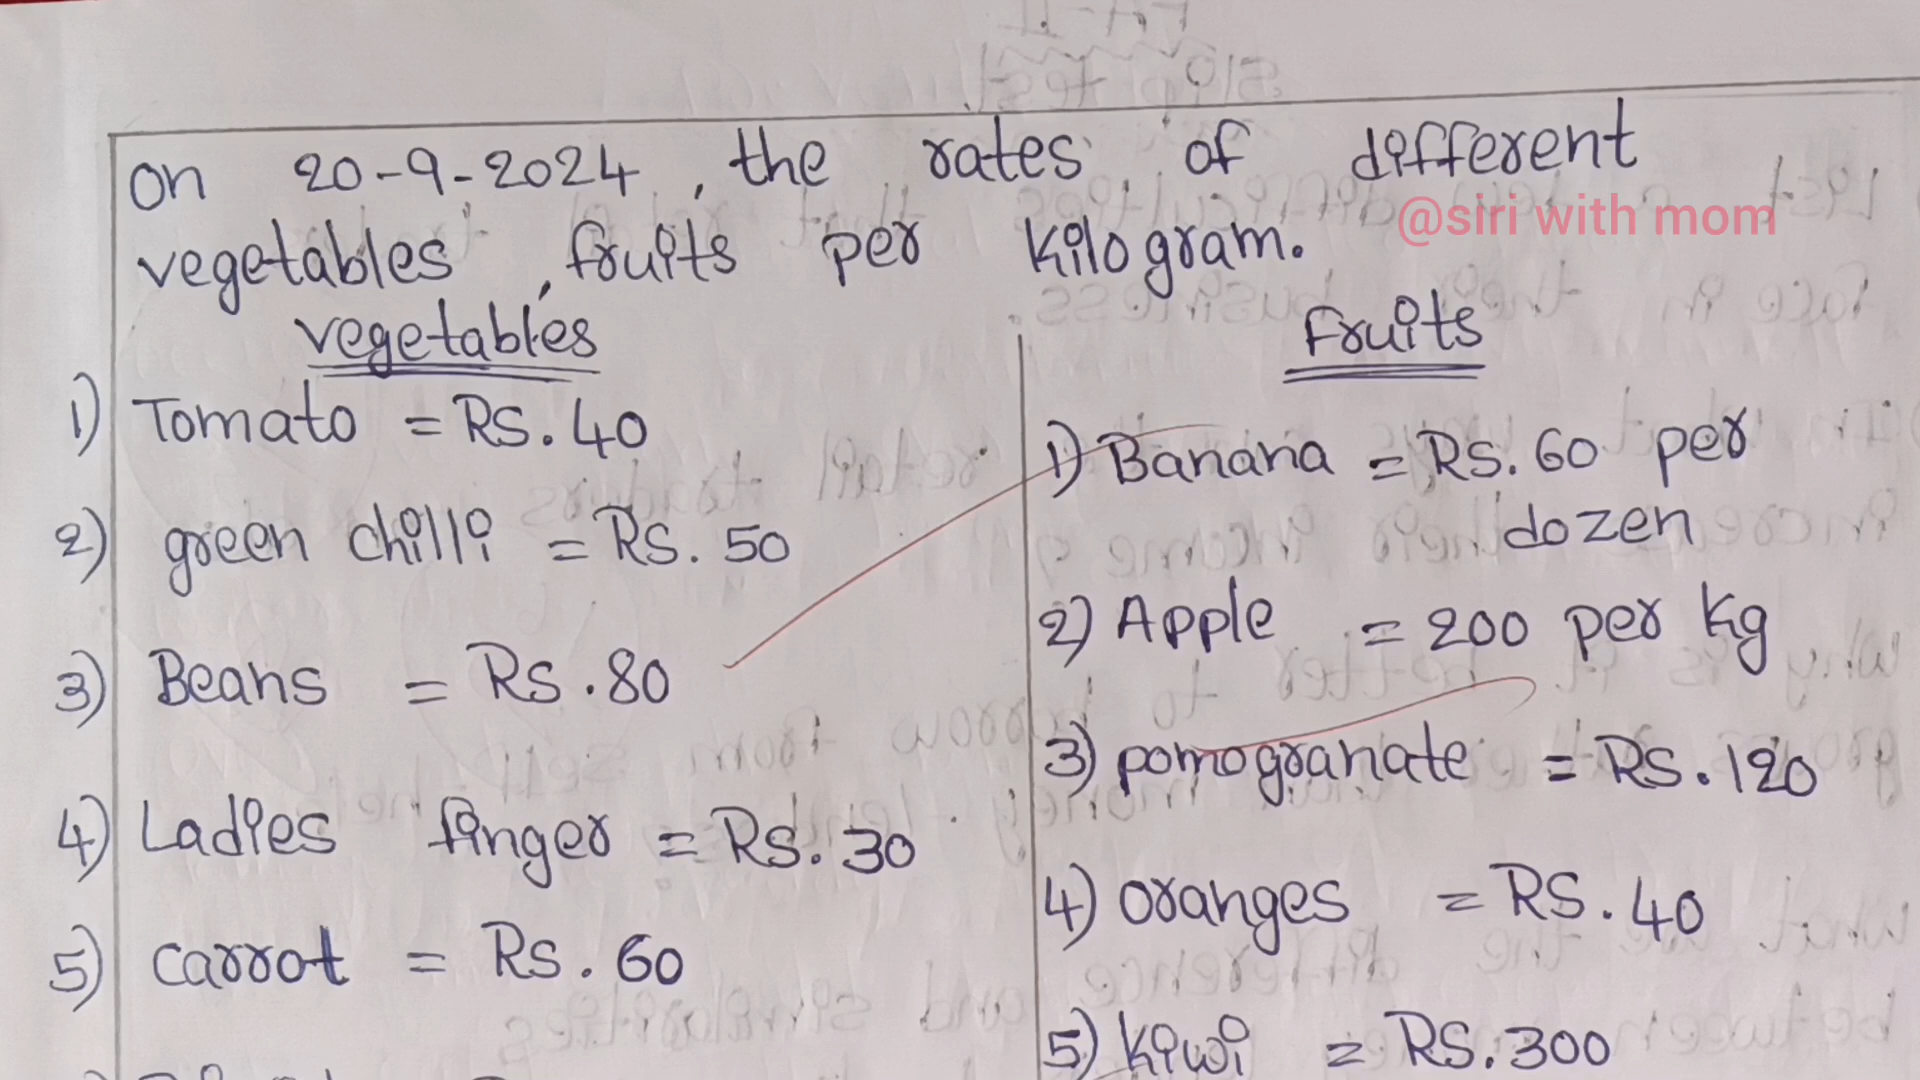 On 20-9-2024, the rates of different
@siri with mom
vegetables, fruits per kilogram.
vegetables
1) Tomato = RS. 40
2) green chilli = RS. 50
3) Beans = Rs. 80
4) Ladies finger = Rs. 30
5) carrot = Rs. 60
Fruits
1) Banana = RS. 60 per
dozen
2) Apple = 200 per kg
3) pomogranate = RS. 120
4) oranges = RS. 40
5) kiwi = RS. 300